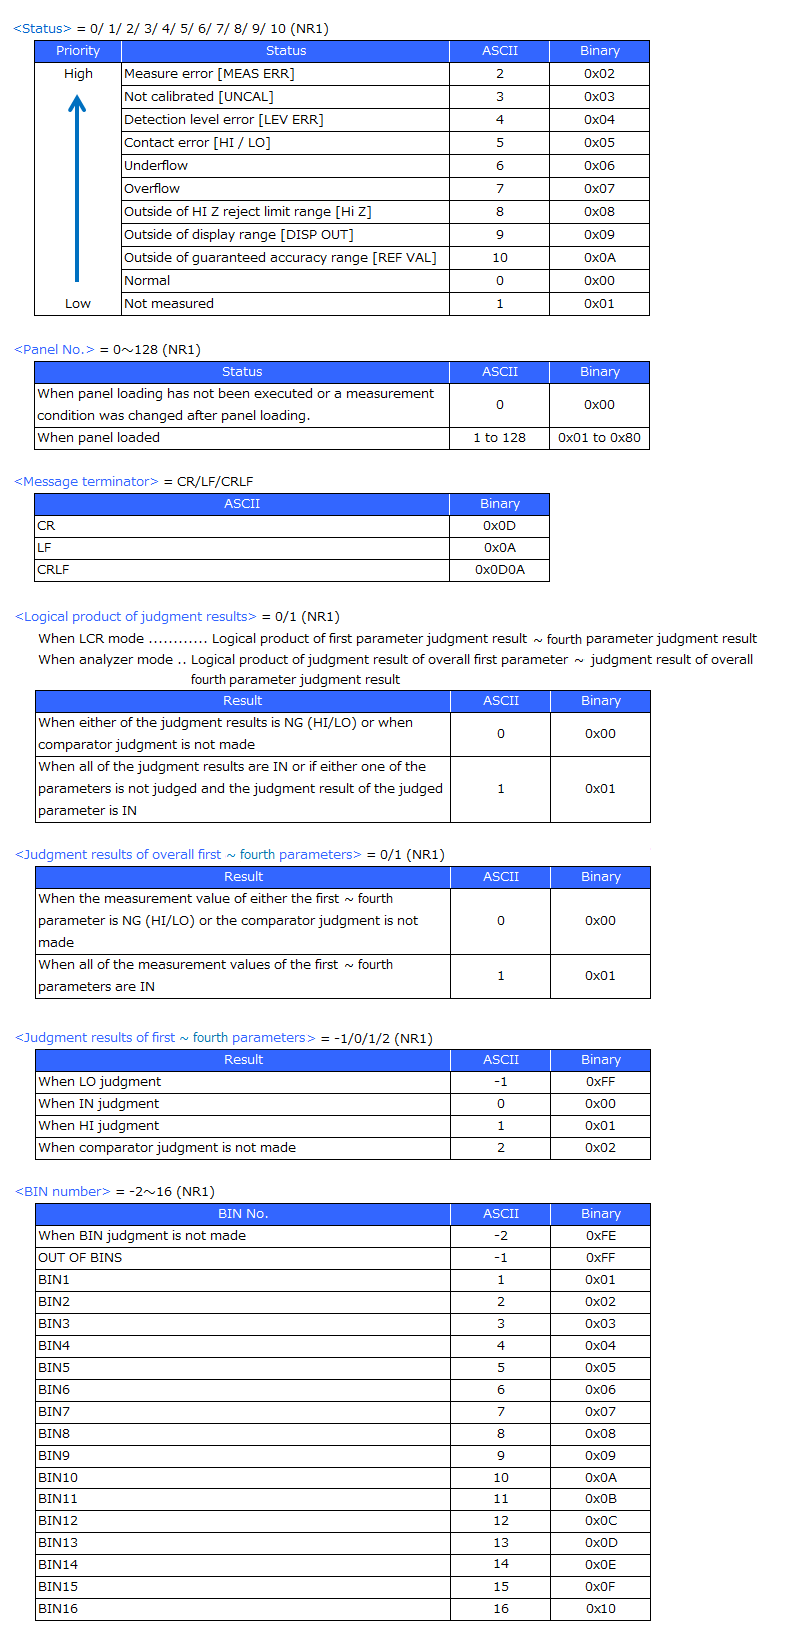 <Status> = 0/ 1/ 2/ 3/ 4/ 5/ 6/ 7/ 8/ 9/ 10 (NR1)
Priority Status ASCII Binary
High Measure error [MEAS ERR] 2 0x02
Not calibrated [UNCAL] 3 0x03
Detection level error [LEV ERR] 4 0x04
Contact error [HI / LO] 5 0x05
Underflow 6 0x06
Overflow 7 0x07
Outside of HI Z reject limit range [Hi Z] 8 0x08
Outside of display range [DISP OUT] 9 0x09
Outside of guaranteed accuracy range [REF VAL] 10 0x0A
Normal 0 0x00
Low Not measured 1 0x01
<Panel No.> = 0～128 (NR1)
Status ASCII Binary
When panel loading has not been executed or a measurement
condition was changed after panel loading. 0 0x00
When panel loaded 1 to 128 0x01 to 0x80
<Message terminator> = CR/LF/CRLF
ASCII Binary
CR 0x0D
LF 0x0A
CRLF 0x0D0A
<Logical product of judgment results> = 0/1 (NR1)
When LCR mode ............ Logical product of first parameter judgment result ~ fourth parameter judgment result
When analyzer mode .. Logical product of judgment result of overall first parameter ~ judgment result of overall
fourth parameter judgment result
Result ASCII Binary
When either of the judgment results is NG (HI/LO) or when
comparator judgment is not made 0 0x00
When all of the judgment results are IN or if either one of the
parameters is not judged and the judgment result of the judged 1 0x01
parameter is IN
<Judgment results of overall first ~ fourth parameters> = 0/1 (NR1)
Result ASCII Binary
When the measurement value of either the first ~ fourth
parameter is NG (HI/LO) or the comparator judgment is not 0 0x00
made
When all of the measurement values of the first ~ fourth
parameters are IN 1 0x01
<Judgment results of first ~ fourth parameters> = -1/0/1/2 (NR1)
Result ASCII Binary
When LO judgment -1 0xFF
When IN judgment 0 0x00
When HI judgment 1 0x01
When comparator judgment is not made 2 0x02
<BIN number> = -2～16 (NR1)
BIN No. ASCII Binary
When BIN judgment is not made -2 0xFE
OUT OF BINS -1 0xFF
BIN1 1 0x01
BIN2 2 0x02
BIN3 3 0x03
BIN4 4 0x04
BIN5 5 0x05
BIN6 6 0x06
BIN7 7 0x07
BIN8 8 0x08
BIN9 9 0x09
BIN10 10 0x0A
BIN11 11 0x0B
BIN12 12 0x0C
BIN13 13 0x0D
BIN14 14 0x0E
BIN15 15 0x0F
BIN16 16 0x10